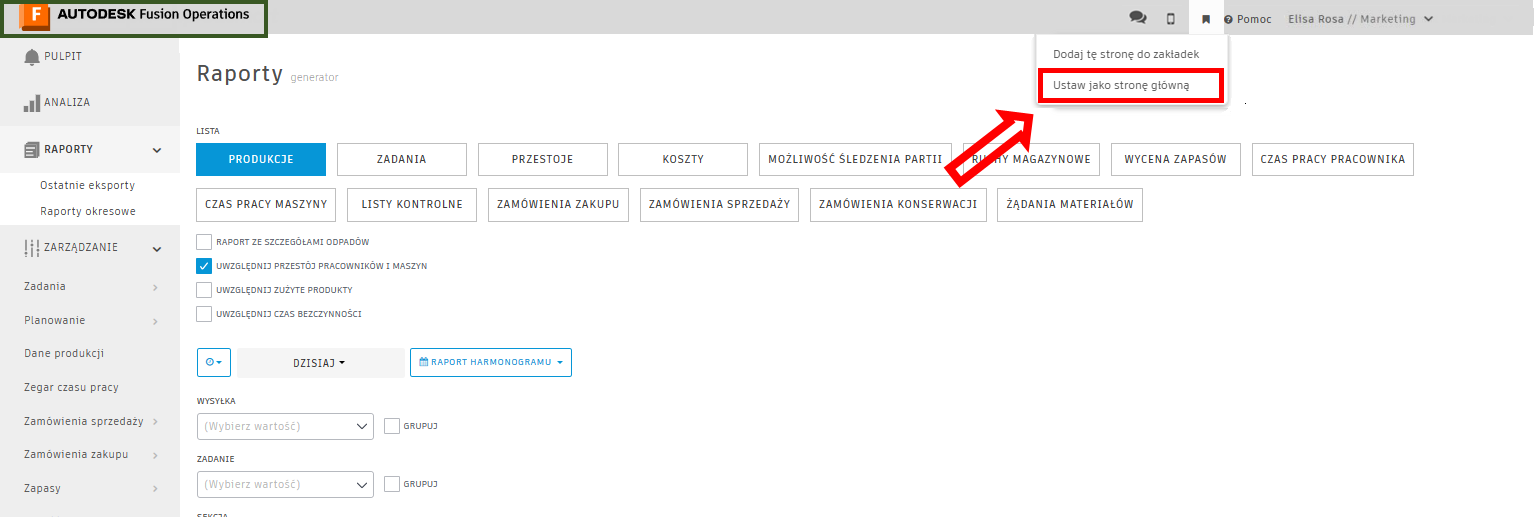 F AUTODESK Fusion Operations
Pomoc
Elisa Rosa // Marketing
Dodaj tę stronę do zakładek
Ustaw jako stronę główną
PULPIT
ANALIZA
RAPORTY
Ostatnie eksporty
Raporty okresowe
ZARZĄDZANIE
Zadania
Planowanie
Dane produkcji
Zegar czasu pracy
Zamówienia sprzedaży
Zamówienia zakupu
Zapasy
Raporty generator
LISTA
PRODUKCJE ZADANIA PRZESTOJE KOSZTY MOŻLIWOŚĆ ŚLEDZENIA PARTII RUCHY MAGAZYNOWE WYCENA ZAPASÓW CZAS PRACY PRACOWNIKA
CZAS PRACY MASZYNY LISTY KONTROLNE ZAMÓWIENIA ZAKUPU ZAMÓWIENIA SPRZEDAŻY ZAMÓWIENIA KONSERWACJI ŻĄDANIA MATERIAŁÓW
RAPORT ZE SZCZEGÓŁAMI ODPADÓW
UWZGLĘDNIJ PRZESTÓJ PRACOWNIKÓW I MASZYN
UWZGLĘDNIJ ZUŻYTE PRODUKTY
UWZGLĘDNIJ CZAS BEZCZYNNOŚCI
DZISIAJ RAPORT HARMONOGRAMU
WYSYŁKA
(Wybierz wartość) GRUPUJ
ZADANIE
(Wybierz wartość) GRUPUJ
SEKCJA